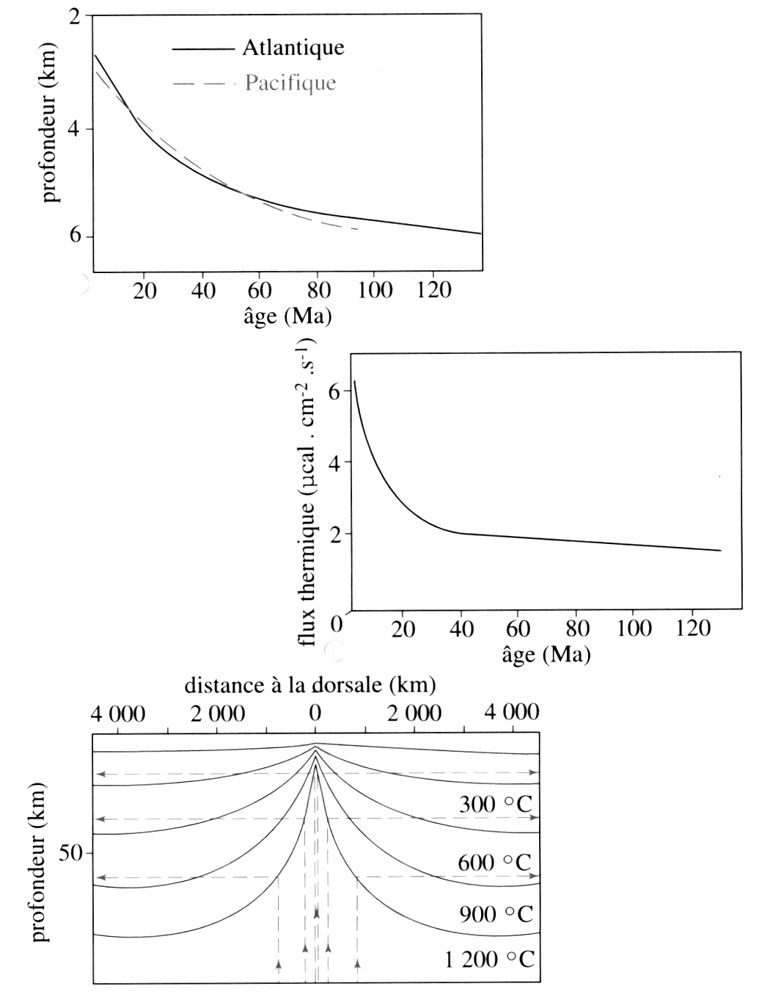 2
4
6
profondeur (km)
Atlantique
Pacifique
20 40 60 80 100 120
âge (Ma)
flux thermique (µcal . cm⁻² .s⁻¹)
6
4
2
0
20 40 60 80 100 120
âge (Ma)
distance à la dorsale (km)
4 000 2 000 0 2 000 4 000
profondeur (km)
50
300 °C
600 °C
900 °C
1 200 °C